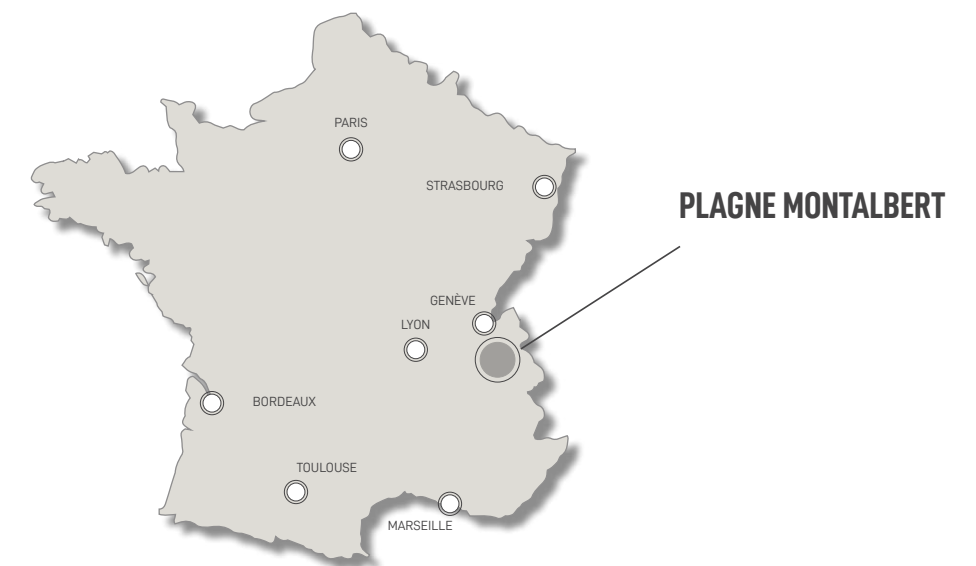 PARIS
STRASBOURG
PLAGNE MONTALBERT
GENÈVE
LYON
BORDEAUX
TOULOUSE
MARSEILLE